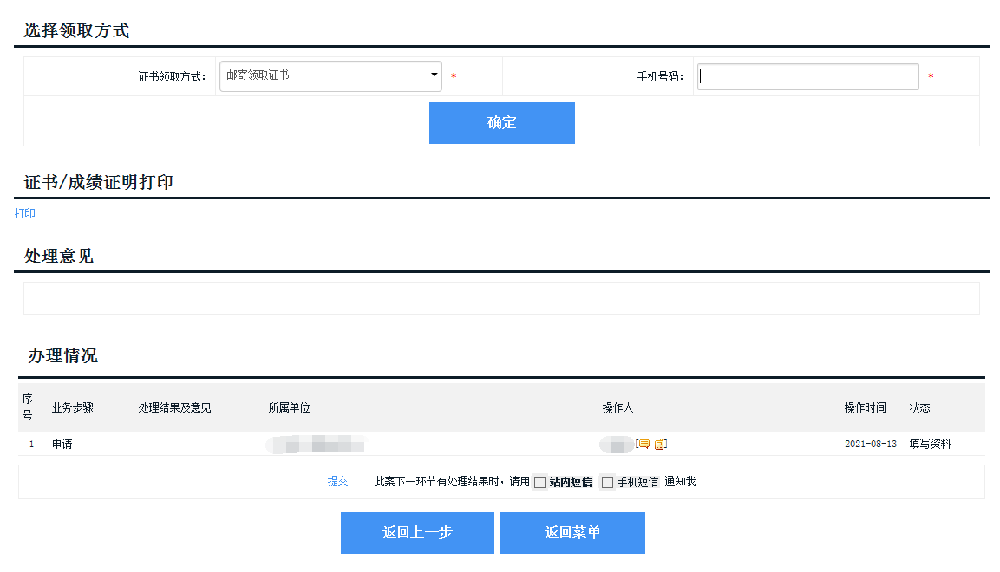 选择领取方式
证书领取方式： 邮寄领取证书 * 手机号码： *
确定
证书/成绩证明打印
打印
处理意见
办理情况
序号 业务步骤 处理结果及意见 所属单位 操作人 操作时间 状态
1 申请 [ ] 2021-08-13 填写资料
提交 此案下一环节有处理结果时，请用 站内短信 手机短信 通知我
返回上一步 返回菜单